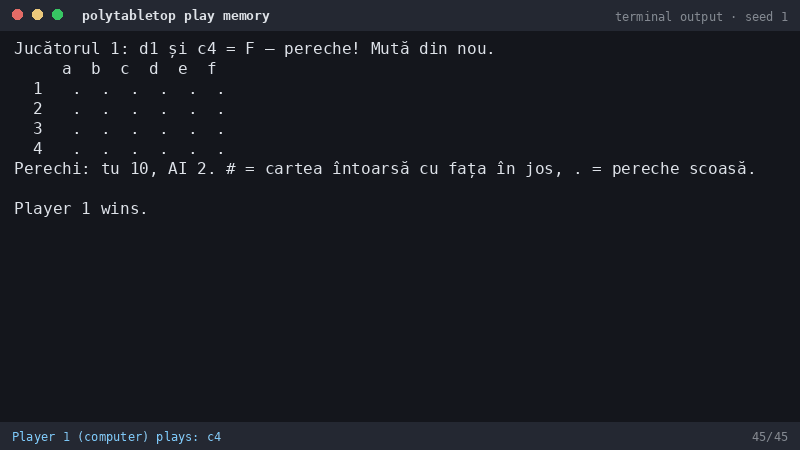 polytabletop play memory
terminal output · seed 1
Jucătorul 1: d1 și c4 = F — pereche! Mută din nou.
a b c d e f
1 . . . . . .
2 . . . . . .
3 . . . . . .
4 . . . . . .
Perechi: tu 10, AI 2. # = cartea întoarsă cu fața în jos, . = pereche scoasă.
Player 1 wins.
Player 1 (computer) plays: c4
45/45